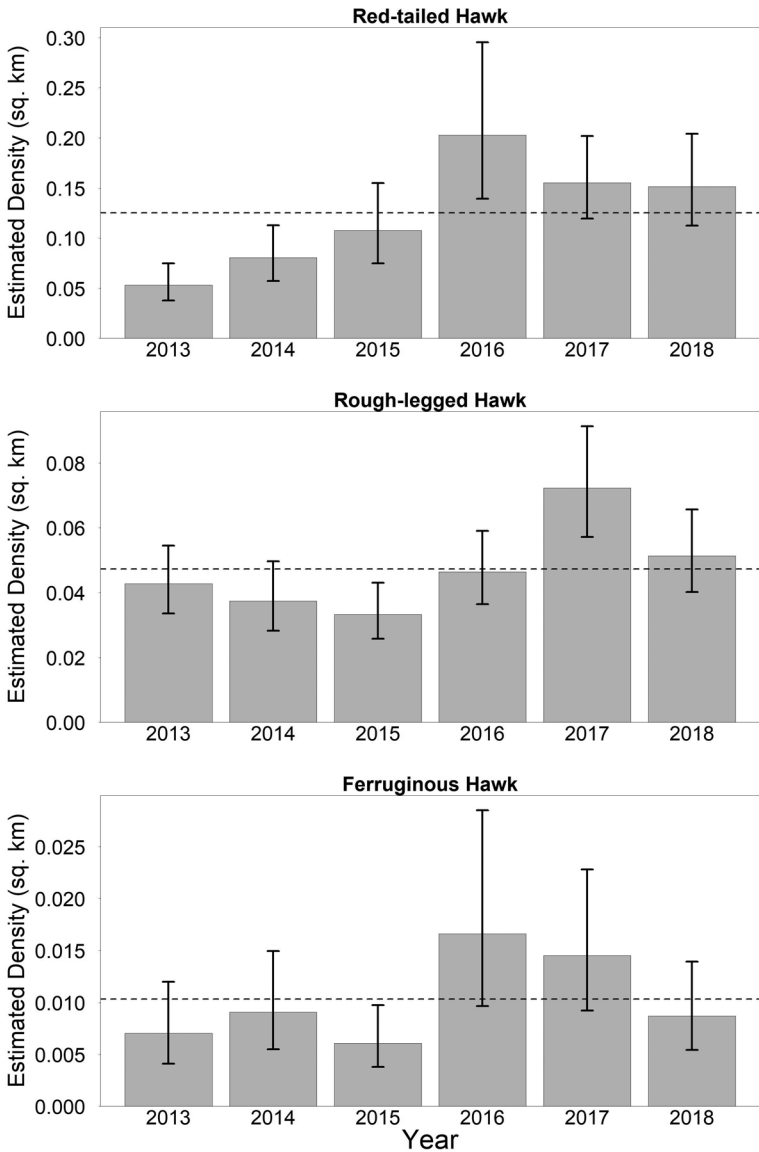 Red-tailed Hawk
Estimated Density (sq. km)
0.30
0.25
0.20
0.15
0.10
0.05
0.00
2013 2014 2015 2016 2017 2018
Rough-legged Hawk
Estimated Density (sq. km)
0.08
0.06
0.04
0.02
0.00
2013 2014 2015 2016 2017 2018
Ferruginous Hawk
Estimated Density (sq. km)
0.025
0.020
0.015
0.010
0.005
0.000
2013 2014 2015 2016 2017 2018
Year